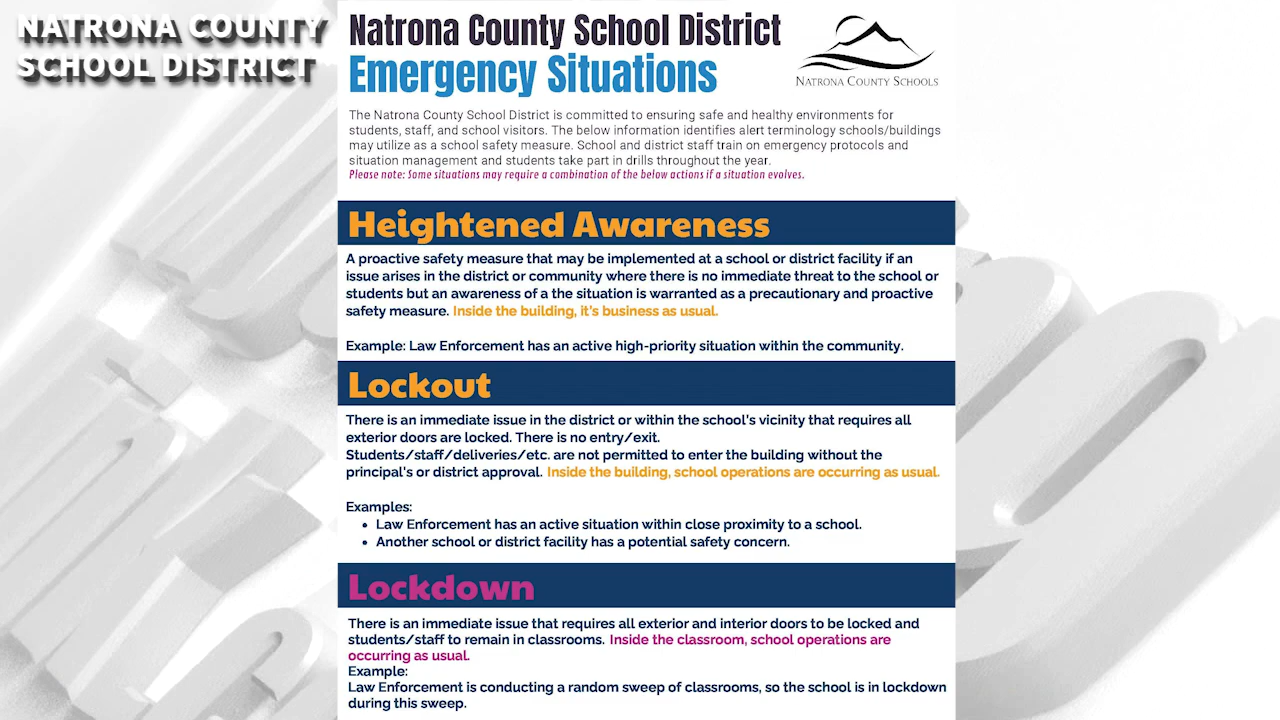 NATRONA COUNTY
SCHOOL DISTRICT
Natrona County School District
Emergency Situations
NATRONA COUNTY SCHOOLS
The Natrona County School District is committed to ensuring safe and healthy environments for
students, staff, and school visitors. The below information identifies alert terminology schools/buildings
may utilize as a school safety measure. School and district staff train on emergency protocols and
situation management and students take part in drills throughout the year.
Please note: Some situations may require a combination of the below actions if a situation evolves.
Heightened Awareness
A proactive safety measure that may be implemented at a school or district facility if an
issue arises in the district or community where there is no immediate threat to the school or
students but an awareness of a the situation is warranted as a precautionary and proactive
safety measure. Inside the building, it's business as usual.
Example: Law Enforcement has an active high-priority situation within the community.
Lockout
There is an immediate issue in the district or within the school's vicinity that requires all
exterior doors are locked. There is no entry/exit.
Students/staff/deliveries/etc. are not permitted to enter the building without the
principal's or district approval. Inside the building, school operations are occurring as usual.
Examples:
• Law Enforcement has an active situation within close proximity to a school.
• Another school or district facility has a potential safety concern.
Lockdown
There is an immediate issue that requires all exterior and interior doors to be locked and
students/staff to remain in classrooms. Inside the classroom, school operations are
occurring as usual.
Example:
Law Enforcement is conducting a random sweep of classrooms, so the school is in lockdown
during this sweep.